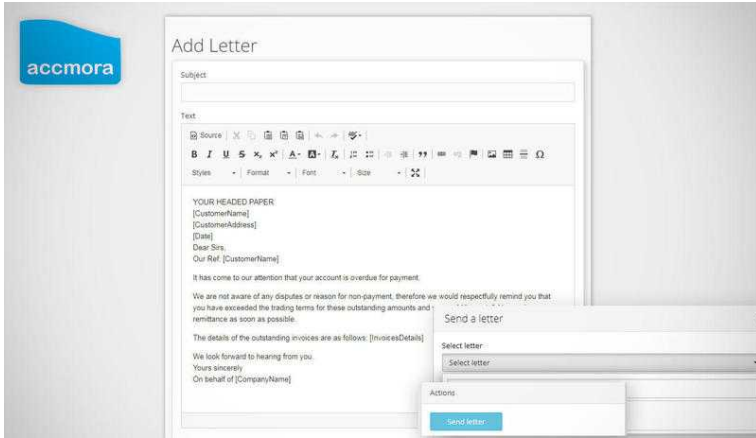 accmora
Add Letter
Subject
Text
Source
B I U S x₂ x² A A Tx Ω
Styles Format Font Size
YOUR HEADED PAPER
[CustomerName]
[CustomerAddress]
[Date]
Dear Sirs,
Our Ref: [CustomerName]
It has come to our attention that your account is overdue for payment.
We are not aware of any disputes or reason for non-payment, therefore we would respectfully remind you that
you have exceeded the trading terms for these outstanding amounts and
remittance as soon as possible.
The details of the outstanding invoices are as follows: [InvoicesDetails]
We look forward to hearing from you.
Yours sincerely
On behalf of [CompanyName]
Send a letter
Select letter
Select letter
Actions
Send letter